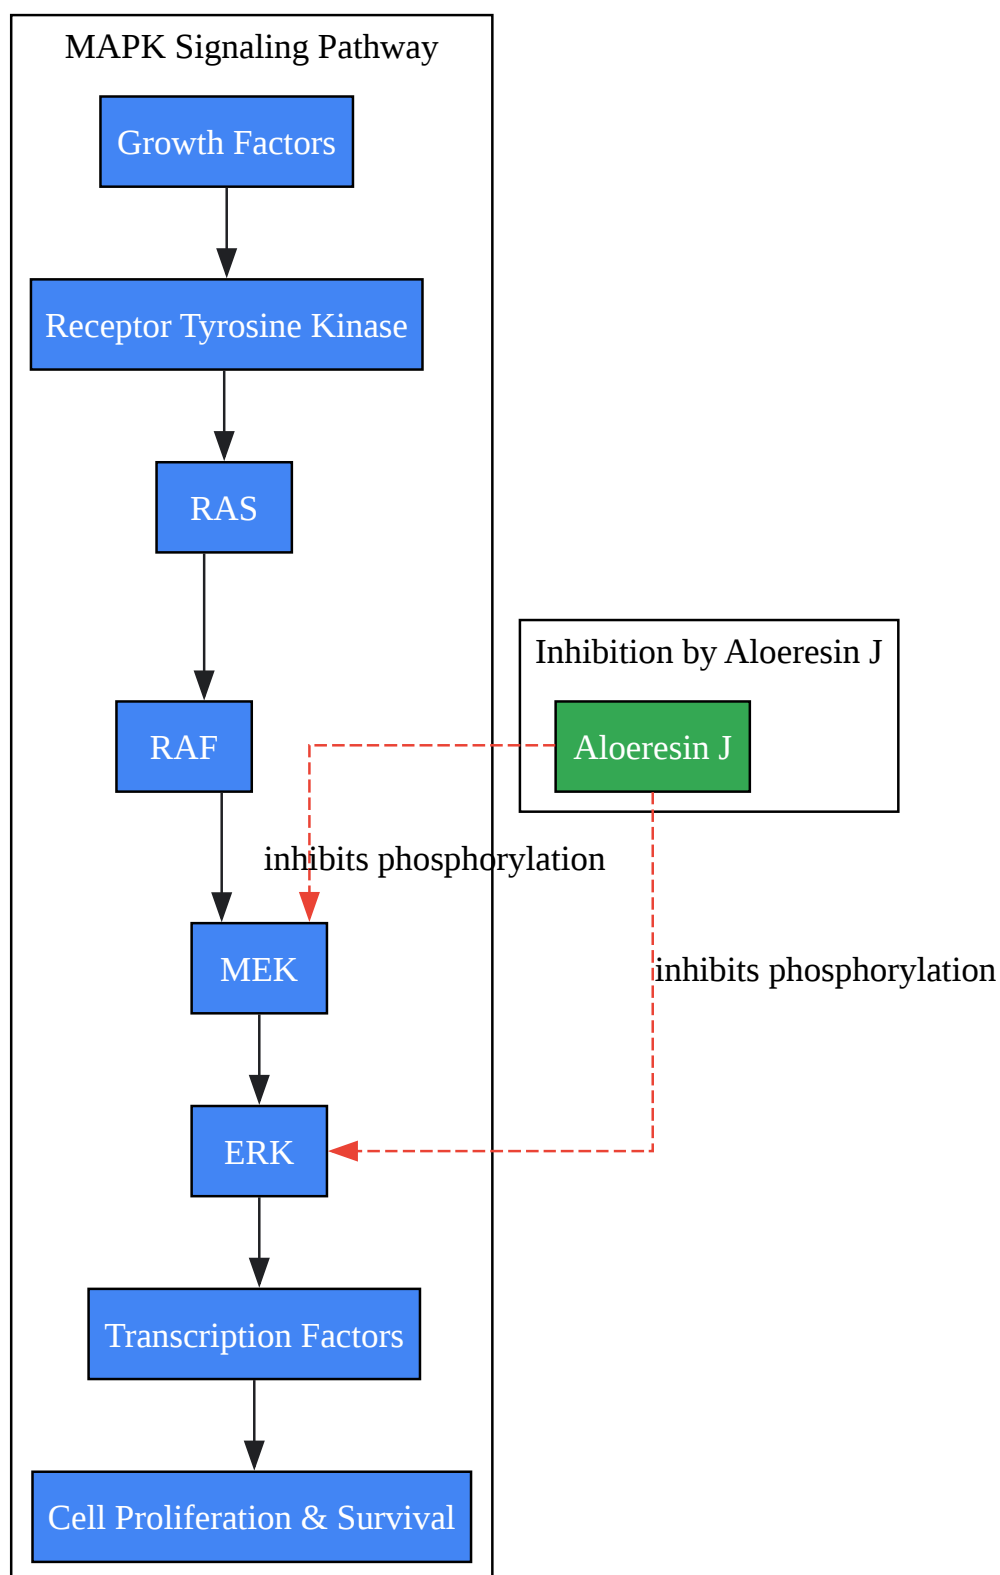 MAPK Signaling Pathway
Growth Factors
Receptor Tyrosine Kinase
RAS
Inhibition by Aloeresin J
RAF
Aloeresin J
inhibits phosphorylation
MEK
inhibits phosphorylation
ERK
Transcription Factors
Cell Proliferation & Survival